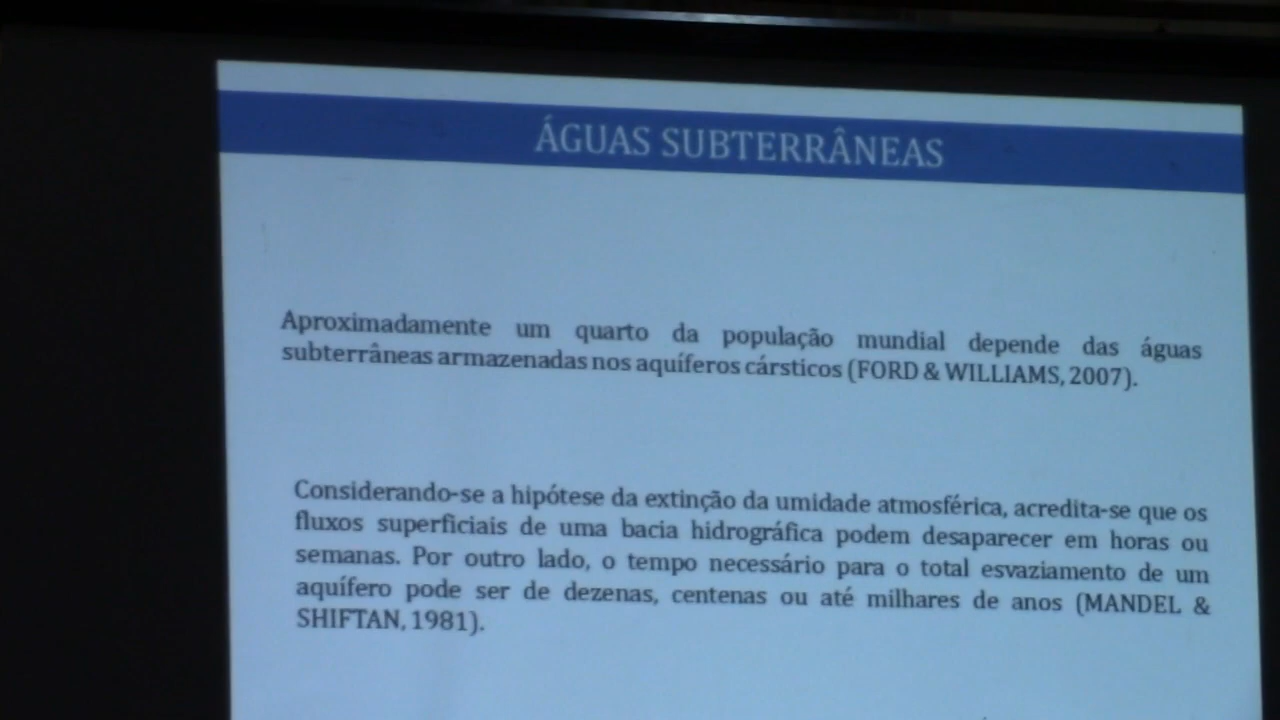 ÁGUAS SUBTERRÂNEAS
Aproximadamente um quarto da população mundial depende das águas
subterrâneas armazenadas nos aquíferos cársticos (FORD & WILLIAMS, 2007).
Considerando-se a hipótese da extinção da umidade atmosférica, acredita-se que os
fluxos superficiais de uma bacia hidrográfica podem desaparecer em horas ou
semanas. Por outro lado, o tempo necessário para o total esvaziamento de um
aquífero pode ser de dezenas, centenas ou até milhares de anos (MANDEL &
SHIFTAN, 1981).